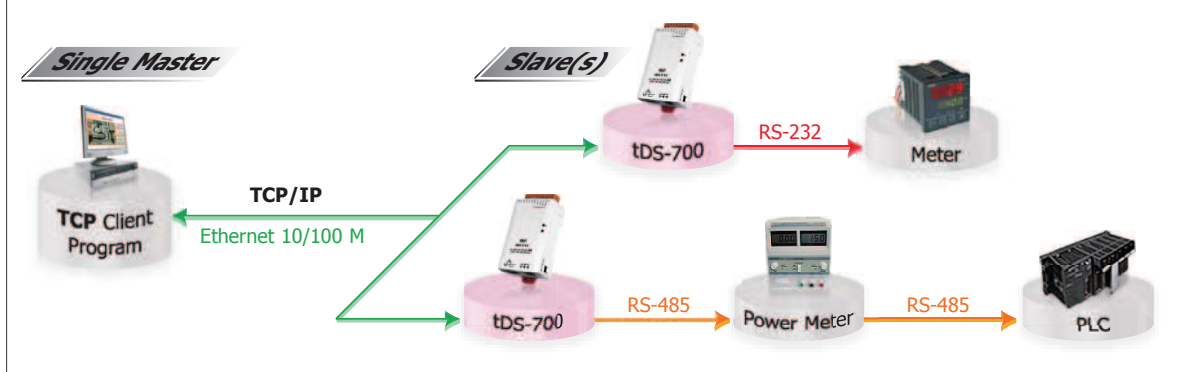 Single Master
Slave(s)
tDS-700
RS-232
Meter
TCP/IP
Ethernet 10/100 M
TCP Client
Program
tDS-700
RS-485
Power Meter
RS-485
PLC